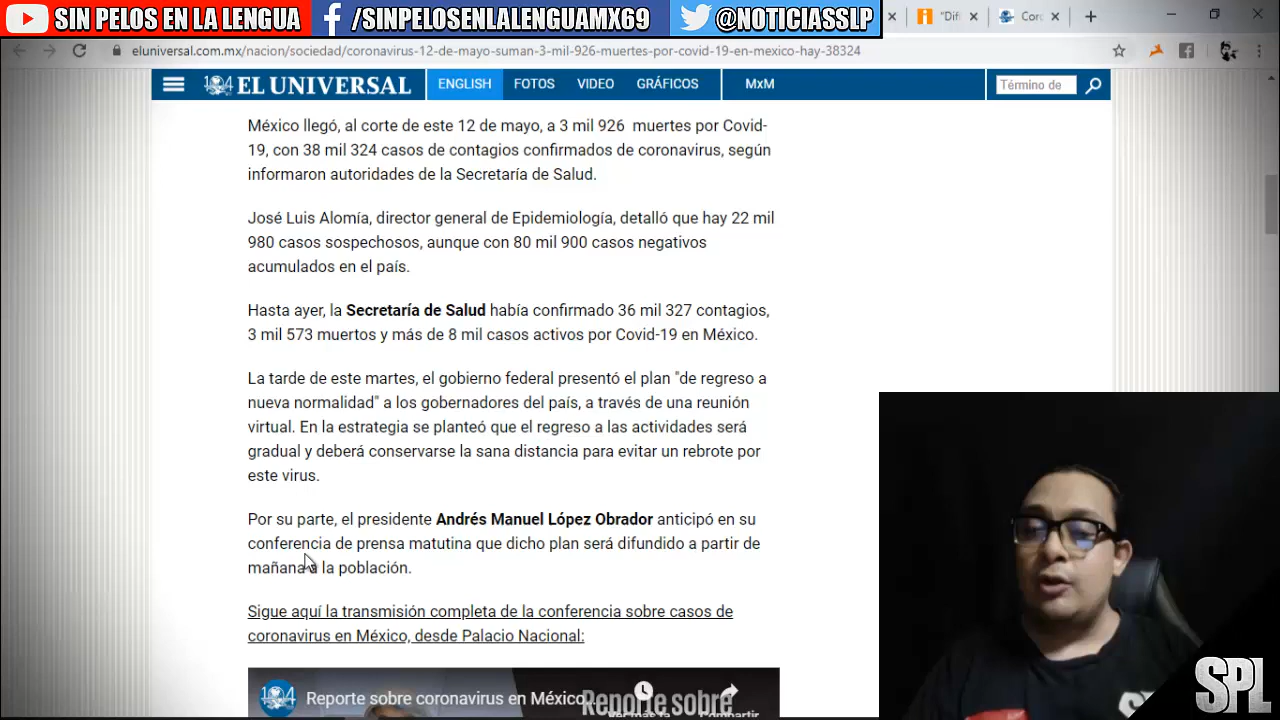 SIN PELOS EN LA LENGUA
/SINPELOSENLALENGUAMX69
@NOTICIASSLP
"Difi
Coro
eluniversal.com.mx/nacion/sociedad/coronavirus-12-de-mayo-suman-3-mil-926-muertes-por-covid-19-en-mexico-hay-38324
104 EL UNIVERSAL
ENGLISH
FOTOS
VIDEO
GRÁFICOS
MxM
Término de
México llegó, al corte de este 12 de mayo, a 3 mil 926 muertes por Covid-
19, con 38 mil 324 casos de contagios confirmados de coronavirus, según
informaron autoridades de la Secretaría de Salud.
José Luis Alomía, director general de Epidemiología, detalló que hay 22 mil
980 casos sospechosos, aunque con 80 mil 900 casos negativos
acumulados en el país.
Hasta ayer, la Secretaría de Salud había confirmado 36 mil 327 contagios,
3 mil 573 muertos y más de 8 mil casos activos por Covid-19 en México.
La tarde de este martes, el gobierno federal presentó el plan "de regreso a
nueva normalidad" a los gobernadores del país, a través de una reunión
virtual. En la estrategia se planteó que el regreso a las actividades será
gradual y deberá conservarse la sana distancia para evitar un rebrote por
este virus.
Por su parte, el presidente Andrés Manuel López Obrador anticipó en su
conferencia de prensa matutina que dicho plan será difundido a partir de
mañana a la población.
Sigue aquí la transmisión completa de la conferencia sobre casos de
coronavirus en México, desde Palacio Nacional:
104
Reporte sobre coronavirus en México...
Reporte sobre
Compartir
SPL